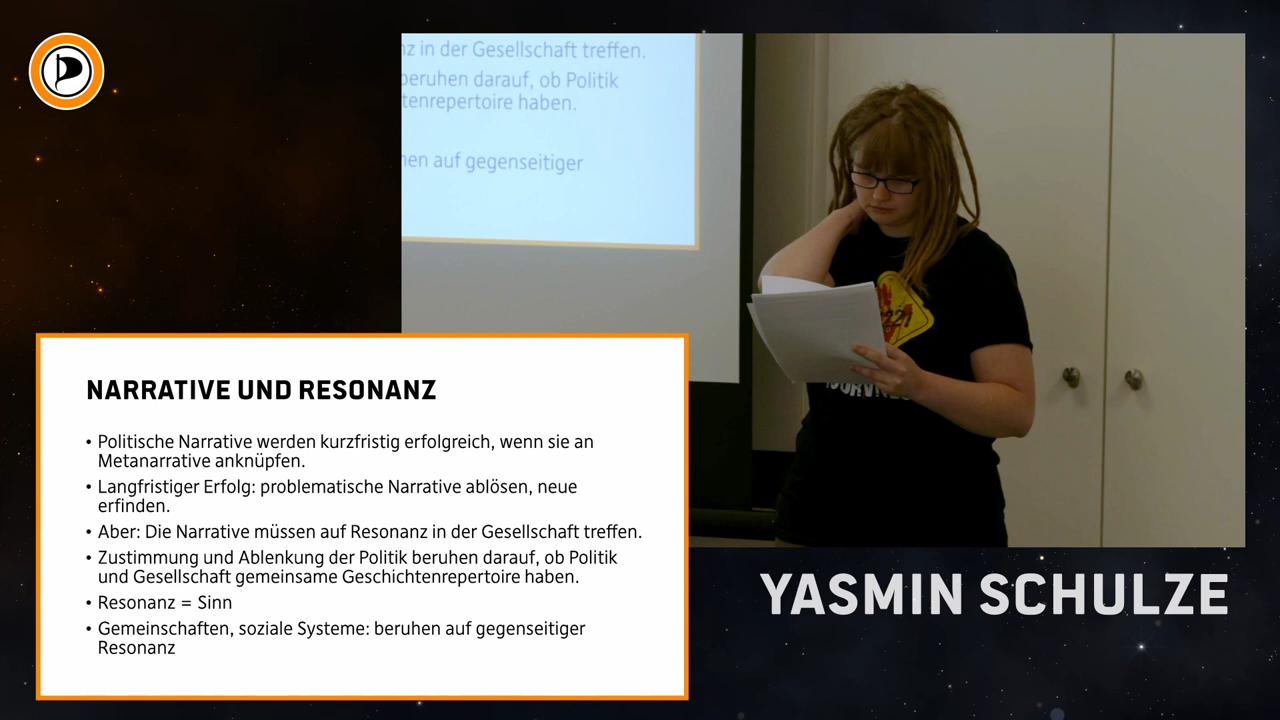 nz in der Gesellschaft treffen.
beruhen darauf, ob Politik
tenrepertoire haben.
nen auf gegenseitiger
NARRATIVE UND RESONANZ
• Politische Narrative werden kurzfristig erfolgreich, wenn sie an
Metanarrative anknüpfen.
• Langfristiger Erfolg: problematische Narrative ablösen, neue
erfinden.
• Aber: Die Narrative müssen auf Resonanz in der Gesellschaft treffen.
• Zustimmung und Ablenkung der Politik beruhen darauf, ob Politik
und Gesellschaft gemeinsame Geschichtenrepertoire haben.
• Resonanz = Sinn
• Gemeinschaften, soziale Systeme: beruhen auf gegenseitiger
Resonanz
YASMIN SCHULZE